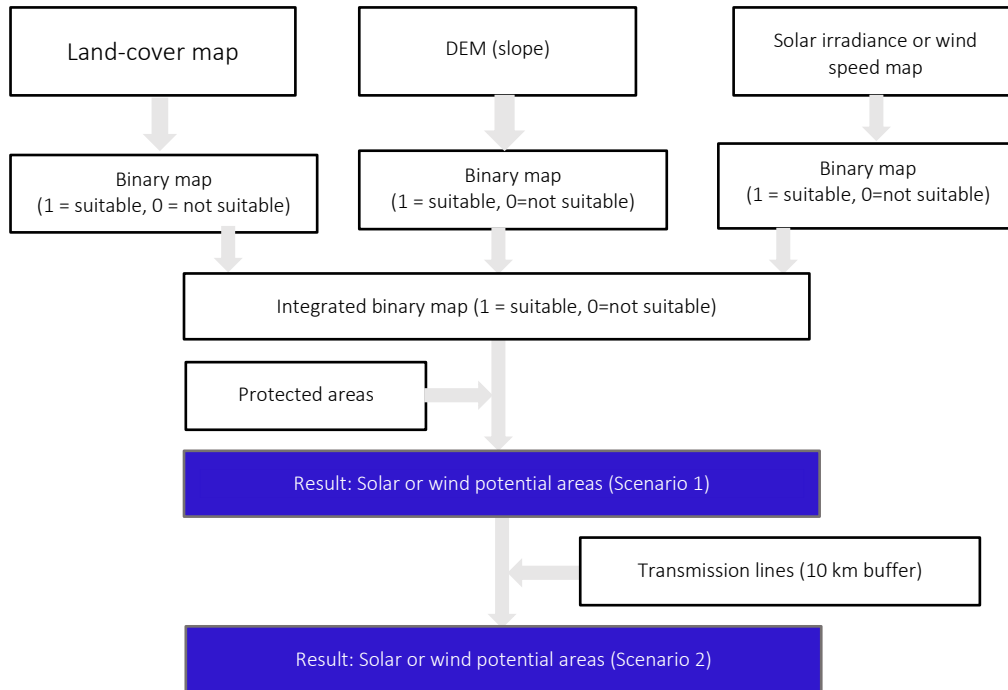 Land-cover map
DEM (slope)
Solar irradiance or wind
speed map
Binary map
(1 = suitable, 0 = not suitable)
Binary map
(1 = suitable, 0=not suitable)
Binary map
(1 = suitable, 0=not suitable)
Integrated binary map (1 = suitable, 0=not suitable)
Protected areas
Result: Solar or wind potential areas (Scenario 1)
Transmission lines (10 km buffer)
Result: Solar or wind potential areas (Scenario 2)